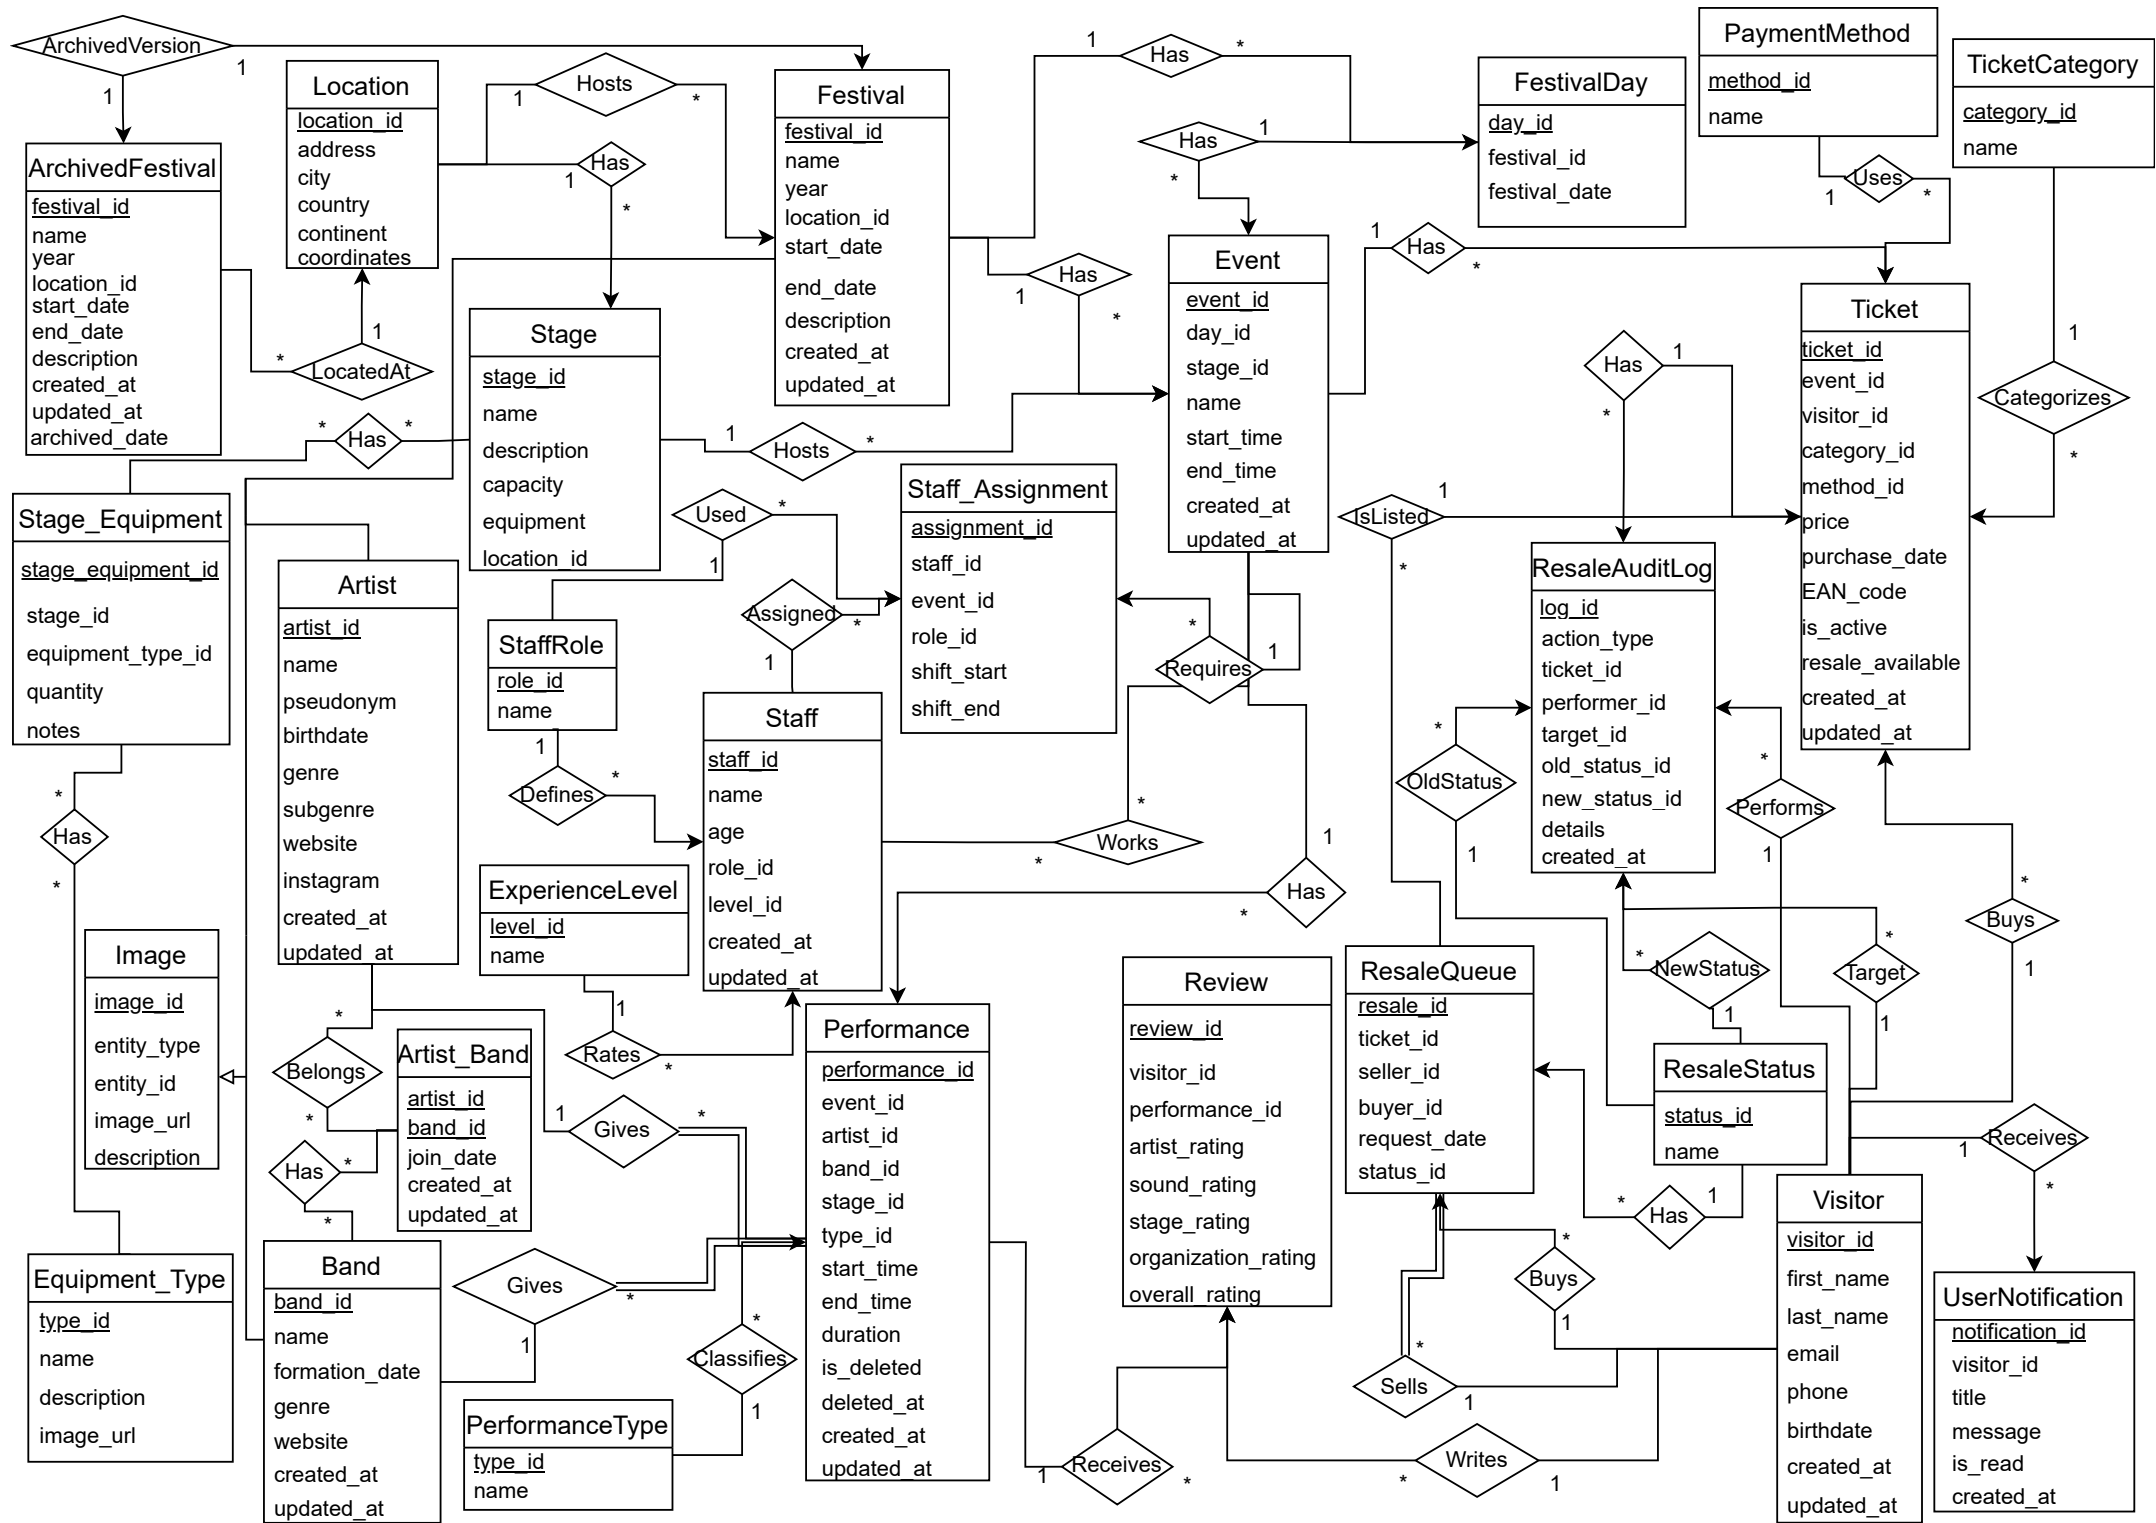 ArchivedVersion
1
1
ArchivedFestival
festival_id
name
year
location_id
start_date
end_date
description
created_at
updated_at
archived_date
Location
location_id
address
city
country
continent
coordinates
1
Hosts
*
1
Has
*
*
LocatedAt
1
Festival
festival_id
name
year
location_id
start_date
end_date
description
created_at
updated_at
1
Has
*
FestivalDay
day_id
festival_id
festival_date
Has
1
*
1
Has
*
PaymentMethod
method_id
name
1
Uses
*
TicketCategory
category_id
name
1
Categorizes
*
Event
event_id
day_id
stage_id
name
start_time
end_time
created_at
updated_at
1
Has
*
Ticket
ticket_id
event_id
visitor_id
category_id
method_id
price
purchase_date
EAN_code
is_active
resale_available
created_at
updated_at
Has
1
*
Stage
stage_id
name
description
capacity
equipment
location_id
*
Has
*
1
Hosts
*
Stage_Equipment
stage_equipment_id
stage_id
equipment_type_id
quantity
notes
*
Has
*
Staff_Assignment
assignment_id
staff_id
event_id
role_id
shift_start
shift_end
Used
*
1
Assigned
*
1
*
Requires
1
IsListed
1
*
ResaleAuditLog
log_id
action_type
ticket_id
performer_id
target_id
old_status_id
new_status_id
details
created_at
Artist
artist_id
name
pseudonym
birthdate
genre
subgenre
website
instagram
created_at
updated_at
StaffRole
role_id
name
1
Defines
*
Staff
staff_id
name
age
role_id
level_id
created_at
updated_at
*
Works
*
1
Has
*
*
OldStatus
1
*
Performs
1
*
Buys
1
ExperienceLevel
level_id
name
1
Rates
*
Image
image_id
entity_type
entity_id
image_url
description
*
Belongs
*
Artist_Band
artist_id
band_id
join_date
created_at
updated_at
Has
*
*
1
Gives
*
Performance
performance_id
event_id
artist_id
band_id
stage_id
type_id
start_time
end_time
duration
is_deleted
deleted_at
created_at
updated_at
Review
review_id
visitor_id
performance_id
artist_rating
sound_rating
stage_rating
organization_rating
overall_rating
ResaleQueue
resale_id
ticket_id
seller_id
buyer_id
request_date
status_id
*
NewStatus
1
*
Target
1
ResaleStatus
status_id
name
*
Has
1
1
Receives
*
Visitor
visitor_id
first_name
last_name
email
phone
birthdate
created_at
updated_at
UserNotification
notification_id
visitor_id
title
message
is_read
created_at
Equipment_Type
type_id
name
description
image_url
Band
band_id
name
formation_date
genre
website
created_at
updated_at
Gives
*
1
*
Classifies
1
PerformanceType
type_id
name
1
Receives
*
*
Buys
1
*
Sells
1
*
Writes
1